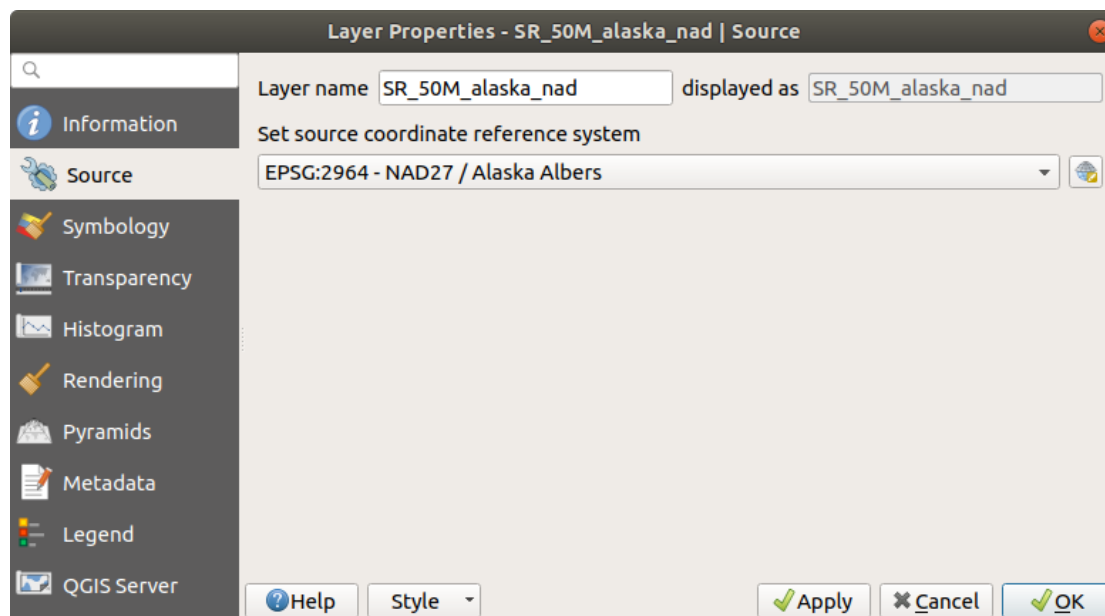 Layer Properties - SR_50M_alaska_nad | Source
Layer name SR_50M_alaska_nad displayed as SR_50M_alaska_nad
Set source coordinate reference system
EPSG:2964 - NAD27 / Alaska Albers
Information
Source
Symbology
Transparency
Histogram
Rendering
Pyramids
Metadata
Legend
QGIS Server
Help Style Apply Cancel OK